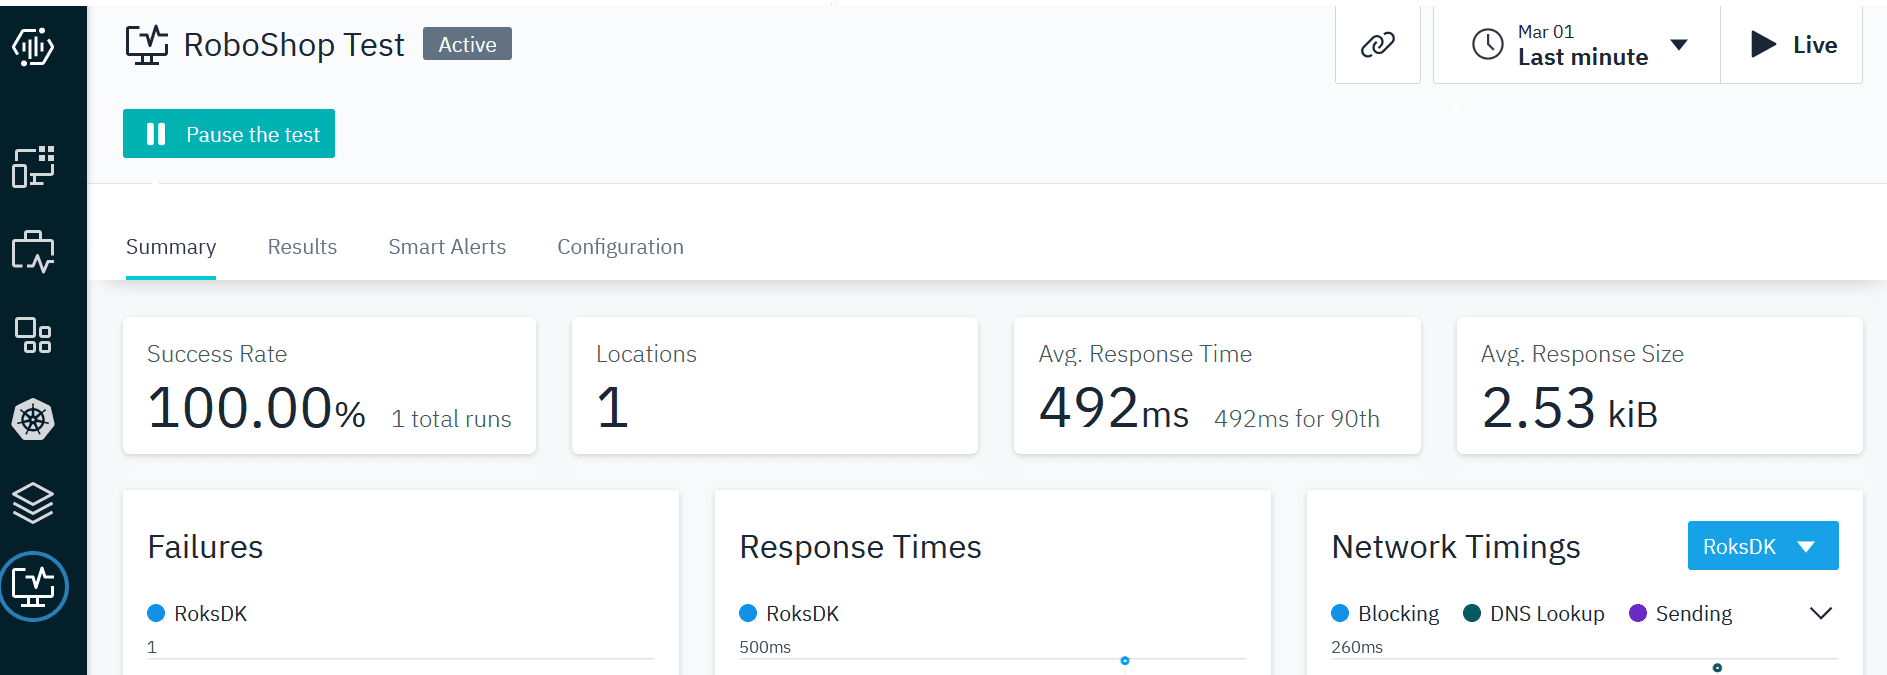 RoboShop Test Active
Mar 01
Last minute
Live
Pause the test
Summary Results Smart Alerts Configuration
Success Rate
100.00% 1 total runs
Locations
1
Avg. Response Time
492ms 492ms for 90th
Avg. Response Size
2.53 kiB
Failures
RoksDK
1
Response Times
RoksDK
500ms
Network Timings RoksDK
Blocking DNS Lookup Sending
260ms